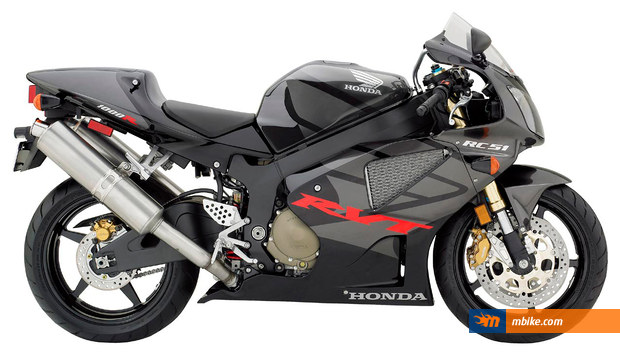 HONDA
1000R
RC51
RVT
HONDA
mbike.com